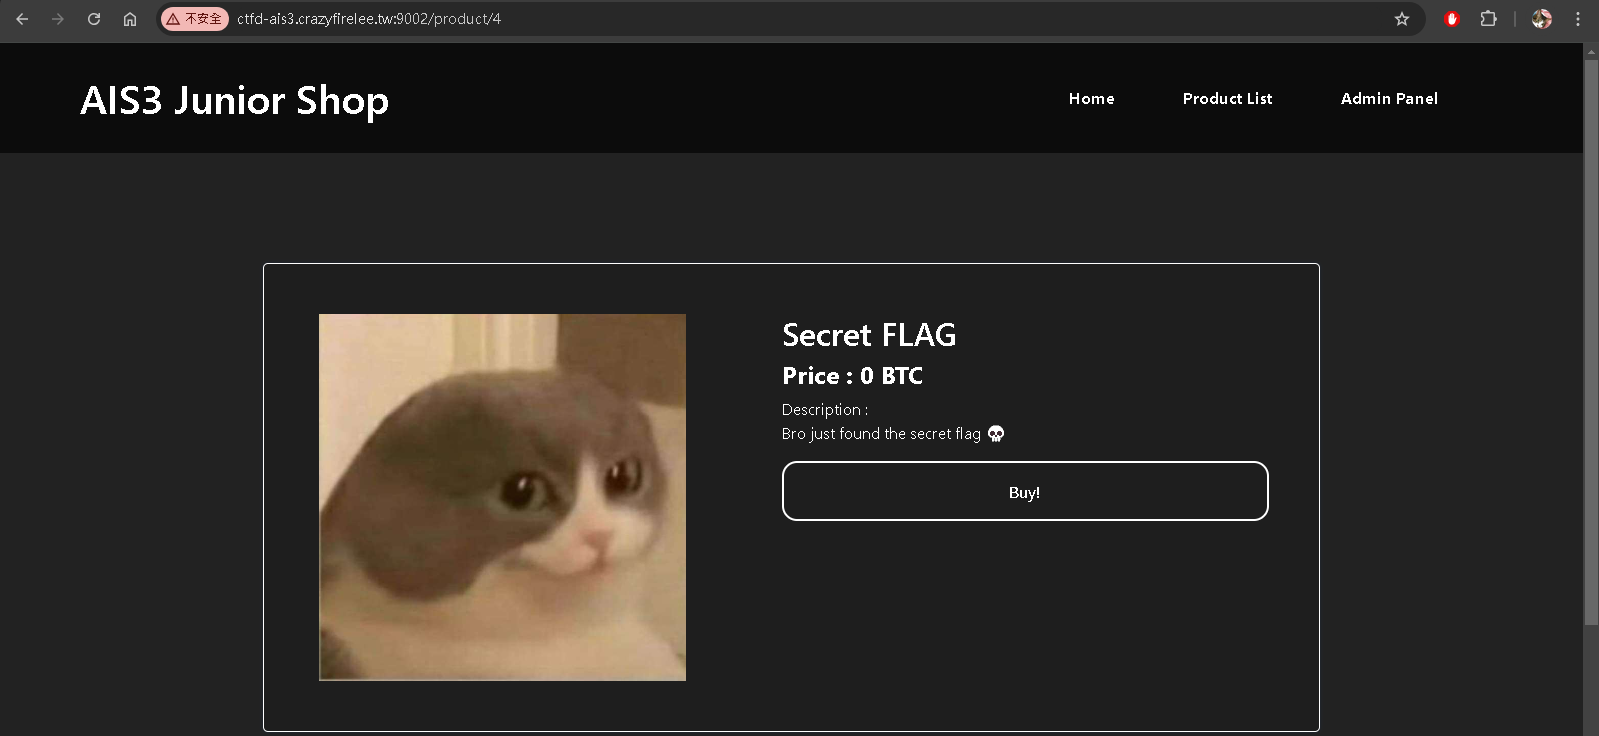 不安全 ctfd-ais3.crazyfirelee.tw:9002/product/4
AIS3 Junior Shop
Home Product List Admin Panel
Secret FLAG
Price : 0 BTC
Description :
Bro just found the secret flag 💀
Buy!